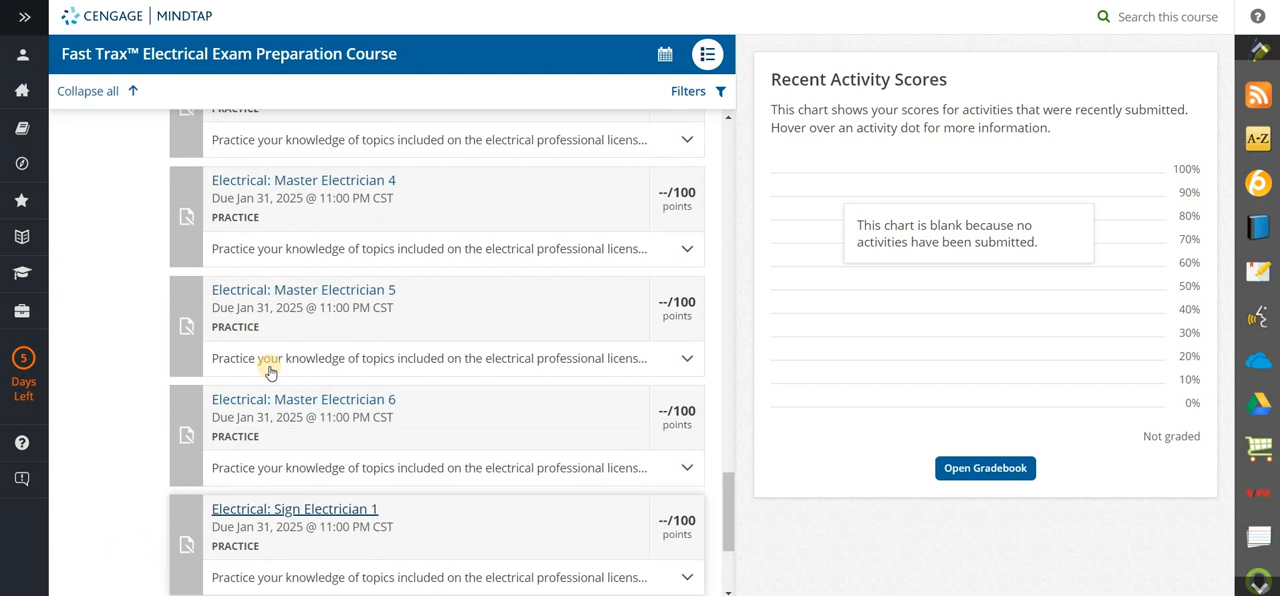 CENGAGE | MINDTAP
Search this course
Fast Trax™ Electrical Exam Preparation Course
Collapse all
Filters
PRACTICE
Practice your knowledge of topics included on the electrical professional licens...
Electrical: Master Electrician 4
Due Jan 31, 2025 @ 11:00 PM CST
PRACTICE
--/100
points
Practice your knowledge of topics included on the electrical professional licens...
Electrical: Master Electrician 5
Due Jan 31, 2025 @ 11:00 PM CST
PRACTICE
--/100
points
Practice your knowledge of topics included on the electrical professional licens...
Electrical: Master Electrician 6
Due Jan 31, 2025 @ 11:00 PM CST
PRACTICE
--/100
points
Practice your knowledge of topics included on the electrical professional licens...
Electrical: Sign Electrician 1
Due Jan 31, 2025 @ 11:00 PM CST
PRACTICE
--/100
points
Practice your knowledge of topics included on the electrical professional licens...
5
Days
Left
Recent Activity Scores
This chart shows your scores for activities that were recently submitted.
Hover over an activity dot for more information.
100%
90%
80%
70%
60%
50%
40%
30%
20%
10%
0%
This chart is blank because no
activities have been submitted.
Not graded
Open Gradebook
A-Z